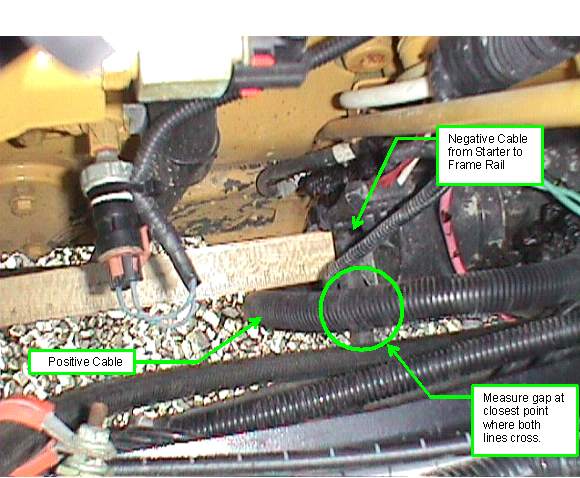 Negative Cable
from Starter to
Frame Rail
Positive Cable
Measure gap at
closest point
where both
lines cross.